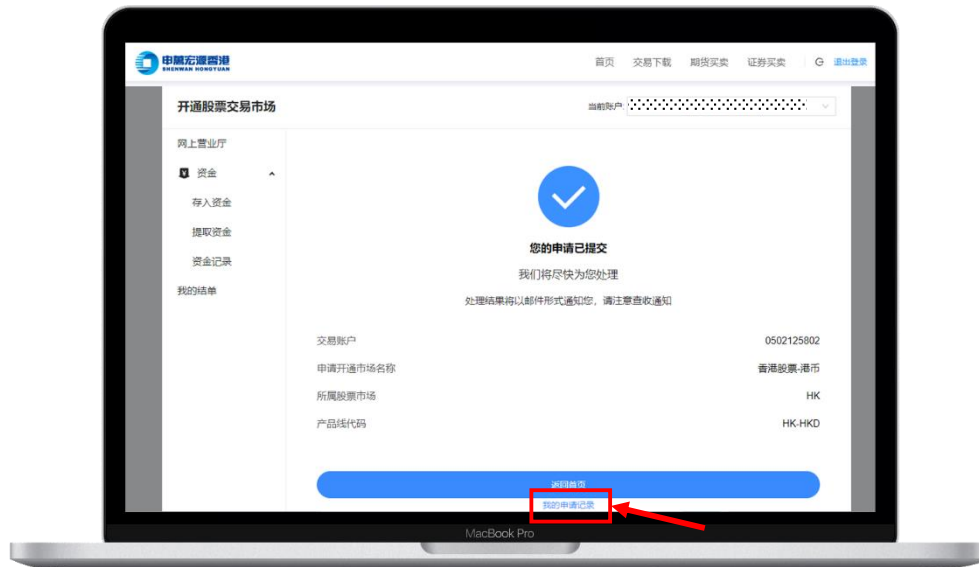 申萬宏源香港
SHENWAN HONGYUAN
首页 交易下载 期货买卖 证券买卖 退出登录
开通股票交易市场
当前账户:
网上营业厅
资金
存入资金
提取资金
资金记录
我的结单
您的申请已提交
我们将尽快为您处理
处理结果将以邮件形式通知您,请注意查收通知
交易账户 0502125802
申请开通市场名称 香港股票-港币
所属股票市场 HK
产品线代码 HK-HKD
返回首页
我的申请记录
MacBook Pro